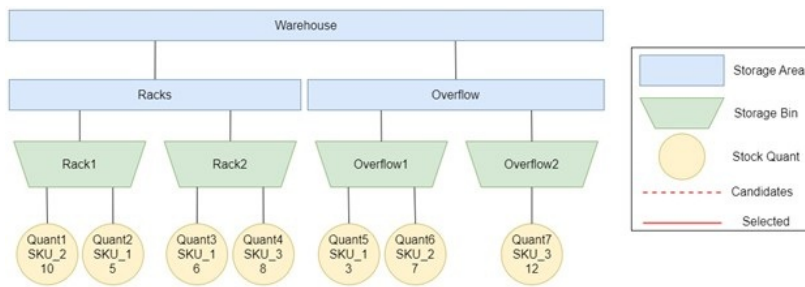 Warehouse
Racks
Overflow
Rack1
Rack2
Overflow1
Overflow2
Quant1
SKU_2
10
Quant2
SKU_1
5
Quant3
SKU_1
6
Quant4
SKU_3
8
Quant5
SKU_1
3
Quant6
SKU_2
7
Quant7
SKU_3
12
Storage Area
Storage Bin
Stock Quant
Candidates
Selected